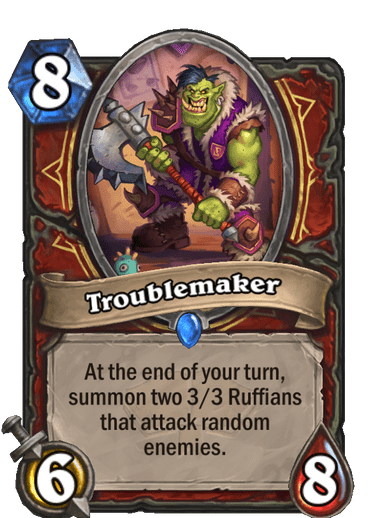 8
Troublemaker
At the end of your turn,
summon two 3/3 Ruffians
that attack random
enemies.
6
8